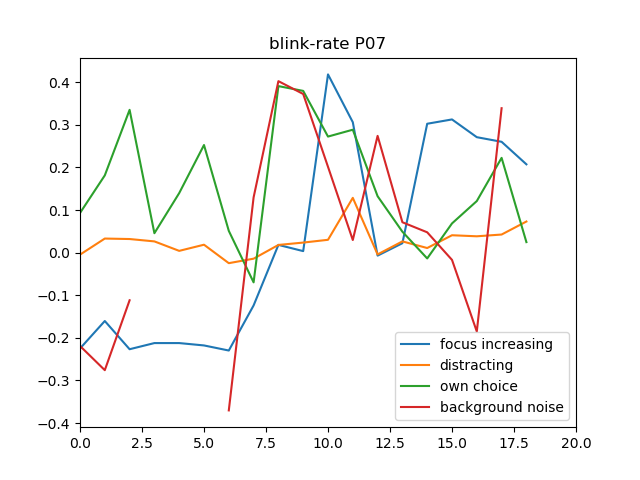 blink-rate P07
0.4
0.3
0.2
0.1
0.0
−0.1
−0.2
−0.3
−0.4
0.0 2.5 5.0 7.5 10.0 12.5 15.0 17.5 20.0
focus increasing
distracting
own choice
background noise